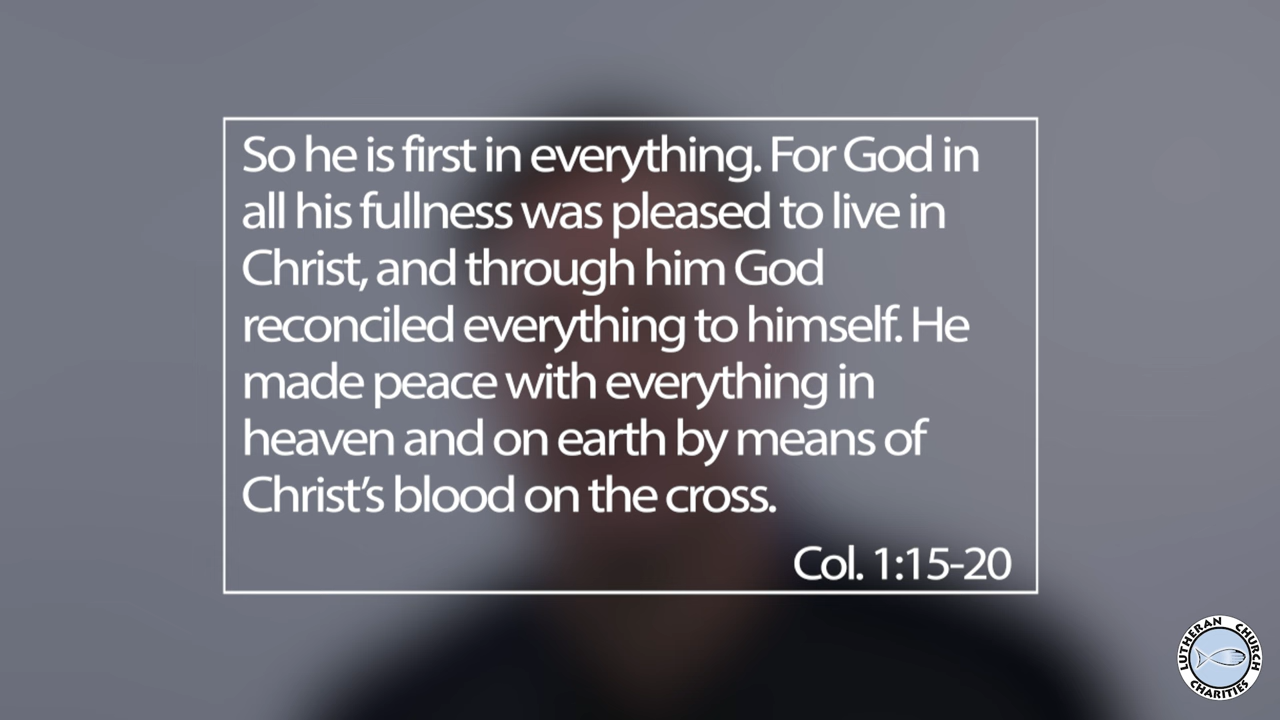 So he is first in everything. For God in
all his fullness was pleased to live in
Christ, and through him God
reconciled everything to himself. He
made peace with everything in
heaven and on earth by means of
Christ’s blood on the cross.
Col. 1:15-20
LUTHERAN CHURCH
CHARITIES